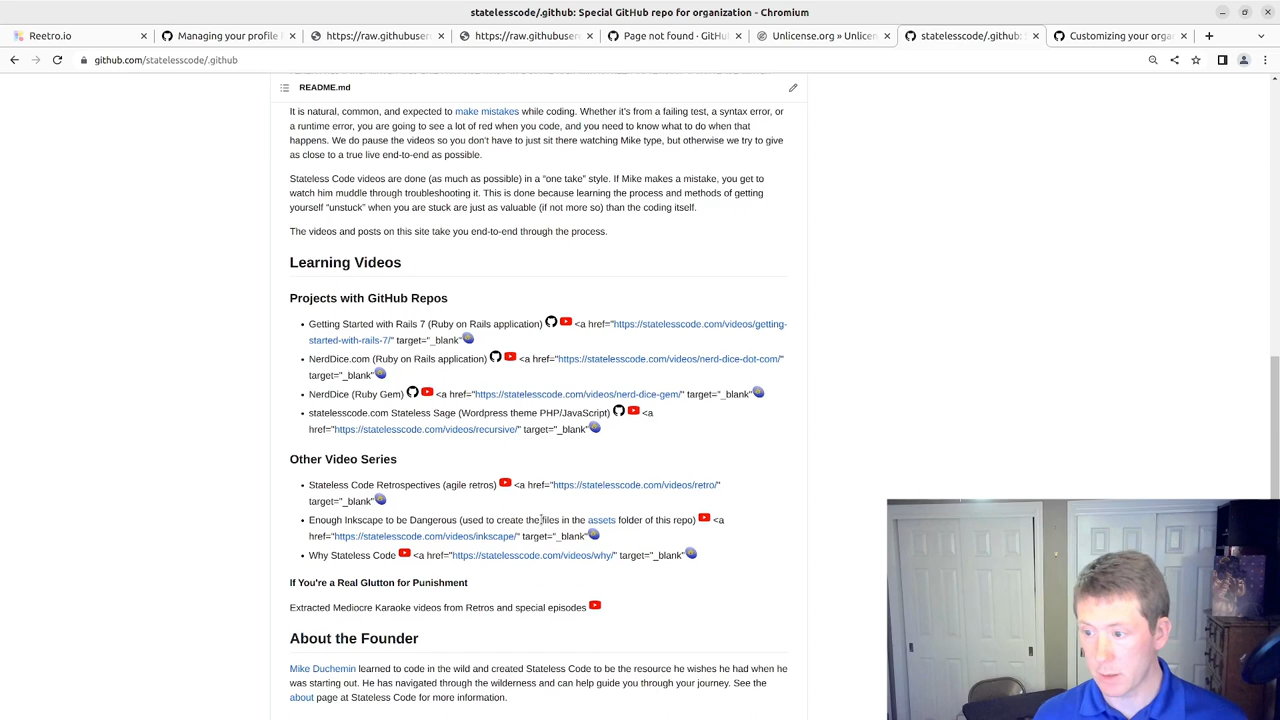 statelesscode/.github: Special GitHub repo for organization - Chromium
Reetro.io
Managing your profile
https://raw.githubuserc
https://raw.githubuserc
Page not found · GitHu
Unlicense.org » Unlicen
statelesscode/.github: S
Customizing your orga
github.com/statelesscode/.github
README.md
It is natural, common, and expected to make mistakes while coding. Whether it's from a failing test, a syntax error, or
a runtime error, you are going to see a lot of red when you code, and you need to know what to do when that
happens. We do pause the videos so you don't have to just sit there watching Mike type, but otherwise we try to give
as close to a true live end-to-end as possible.
Stateless Code videos are done (as much as possible) in a “one take” style. If Mike makes a mistake, you get to
watch him muddle through troubleshooting it. This is done because learning the process and methods of getting
yourself “unstuck” when you are stuck are just as valuable (if not more so) than the coding itself.
The videos and posts on this site take you end-to-end through the process.
Learning Videos
Projects with GitHub Repos
• Getting Started with Rails 7 (Ruby on Rails application) <a href="https://statelesscode.com/videos/getting-
started-with-rails-7/" target="_blank"
• NerdDice.com (Ruby on Rails application) <a href="https://statelesscode.com/videos/nerd-dice-dot-com/"
target="_blank"
• NerdDice (Ruby Gem) <a href="https://statelesscode.com/videos/nerd-dice-gem/" target="_blank"
• statelesscode.com Stateless Sage (Wordpress theme PHP/JavaScript) <a
href="https://statelesscode.com/videos/recursive/" target="_blank"
Other Video Series
• Stateless Code Retrospectives (agile retros) <a href="https://statelesscode.com/videos/retro/"
target="_blank"
• Enough Inkscape to be Dangerous (used to create the files in the assets folder of this repo) <a
href="https://statelesscode.com/videos/inkscape/" target="_blank"
• Why Stateless Code <a href="https://statelesscode.com/videos/why/" target="_blank"
If You're a Real Glutton for Punishment
Extracted Mediocre Karaoke videos from Retros and special episodes
About the Founder
Mike Duchemin learned to code in the wild and created Stateless Code to be the resource he wishes he had when he
was starting out. He has navigated through the wilderness and can help guide you through your journey. See the
about page at Stateless Code for more information.